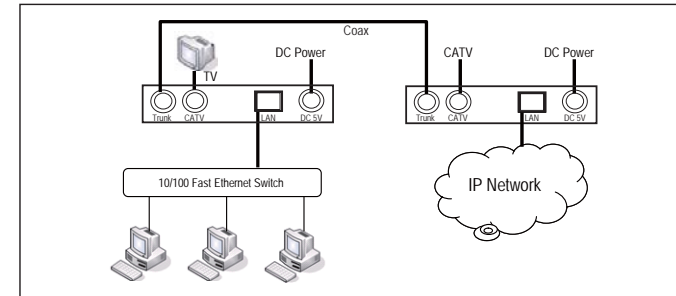 Coax
DC Power
CATV
DC Power
TV
Trunk
CATV
LAN
DC 5V
Trunk
CATV
LAN
DC 5V
10/100 Fast Ethernet Switch
IP Network